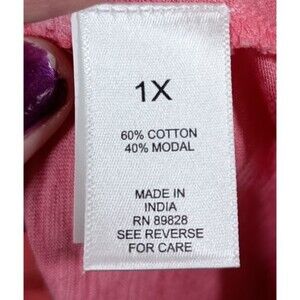 1X
60% COTTON
40% MODAL
MADE IN
INDIA
RN 89828
SEE REVERSE
FOR CARE